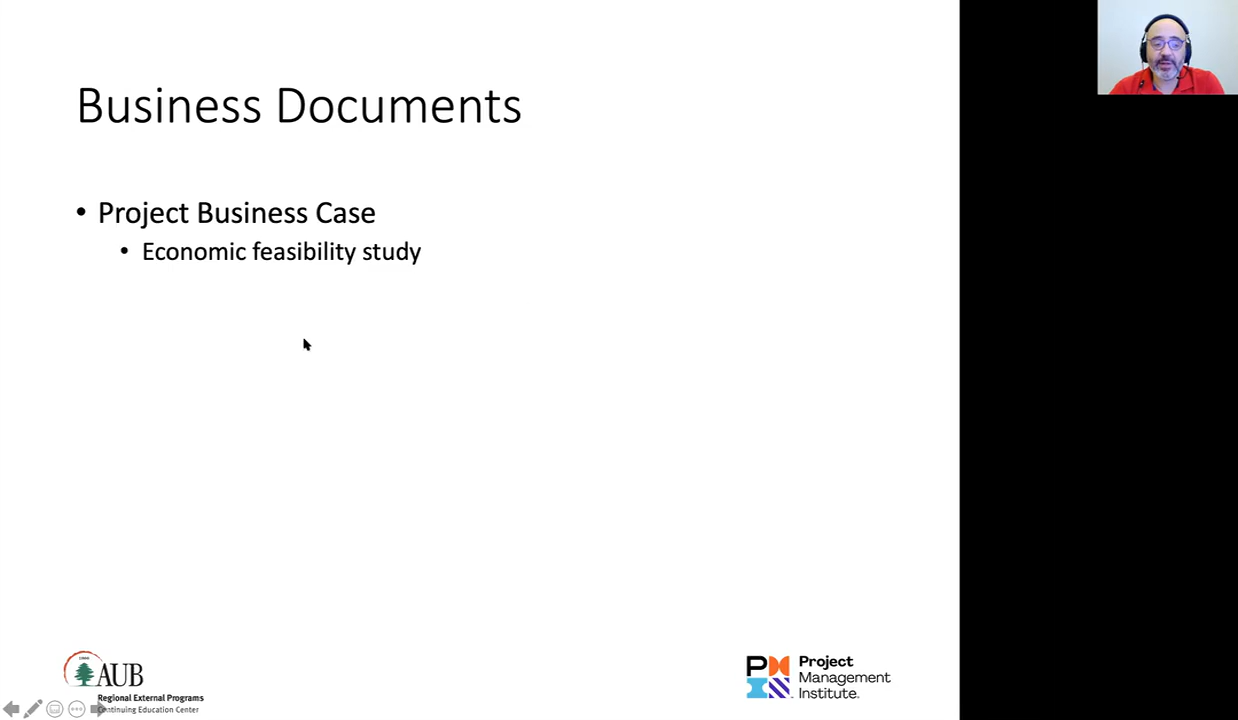 Business Documents
• Project Business Case
• Economic feasibility study
AUB
Regional External Programs
Continuing Education Center
Project
Management
Institute.